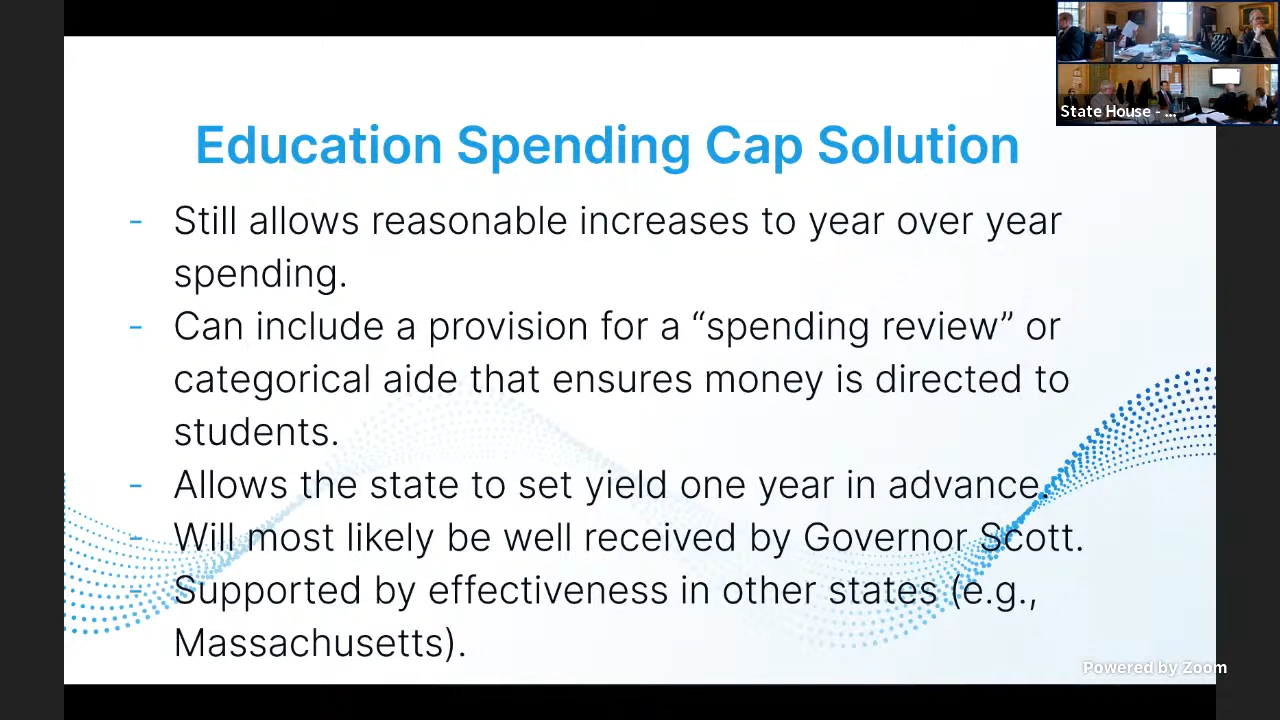 State House - ...
Education Spending Cap Solution
- Still allows reasonable increases to year over year
spending.
- Can include a provision for a “spending review” or
categorical aide that ensures money is directed to
students.
- Allows the state to set yield one year in advance.
- Will most likely be well received by Governor Scott.
- Supported by effectiveness in other states (e.g.,
Massachusetts).
Powered by Zoom